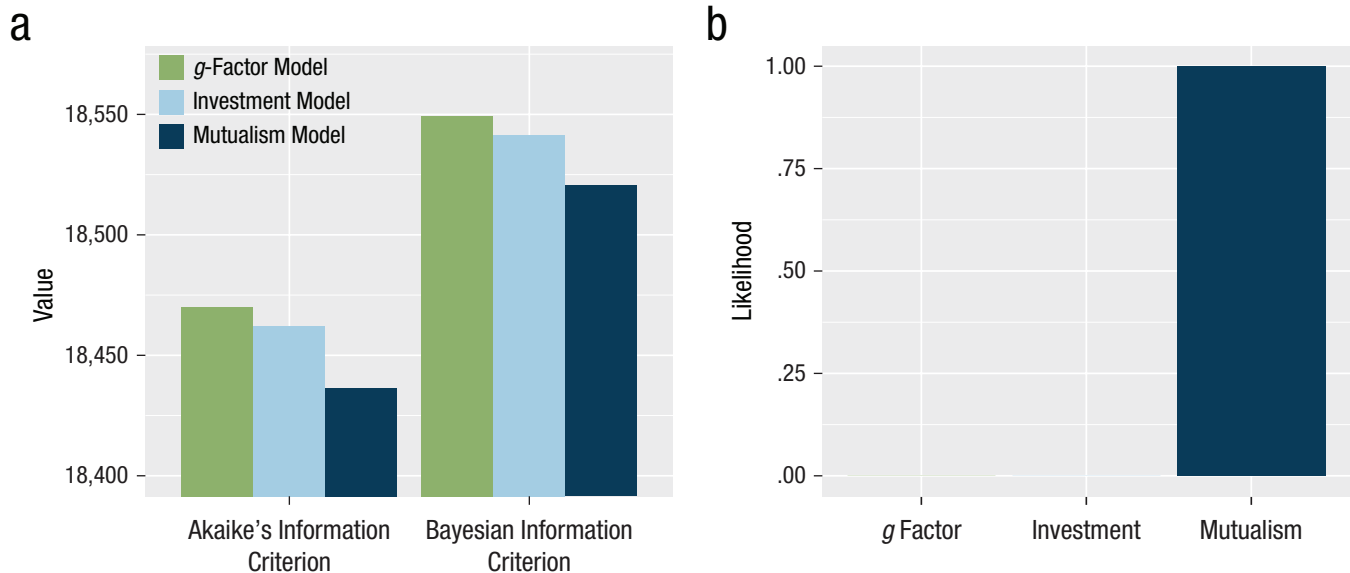 a
g-Factor Model
Investment Model
Mutualism Model
18,550
18,500
18,450
18,400
Value
Akaike's Information
Criterion
Bayesian Information
Criterion
b
1.00
.75
.50
.25
.00
Likelihood
g Factor
Investment
Mutualism